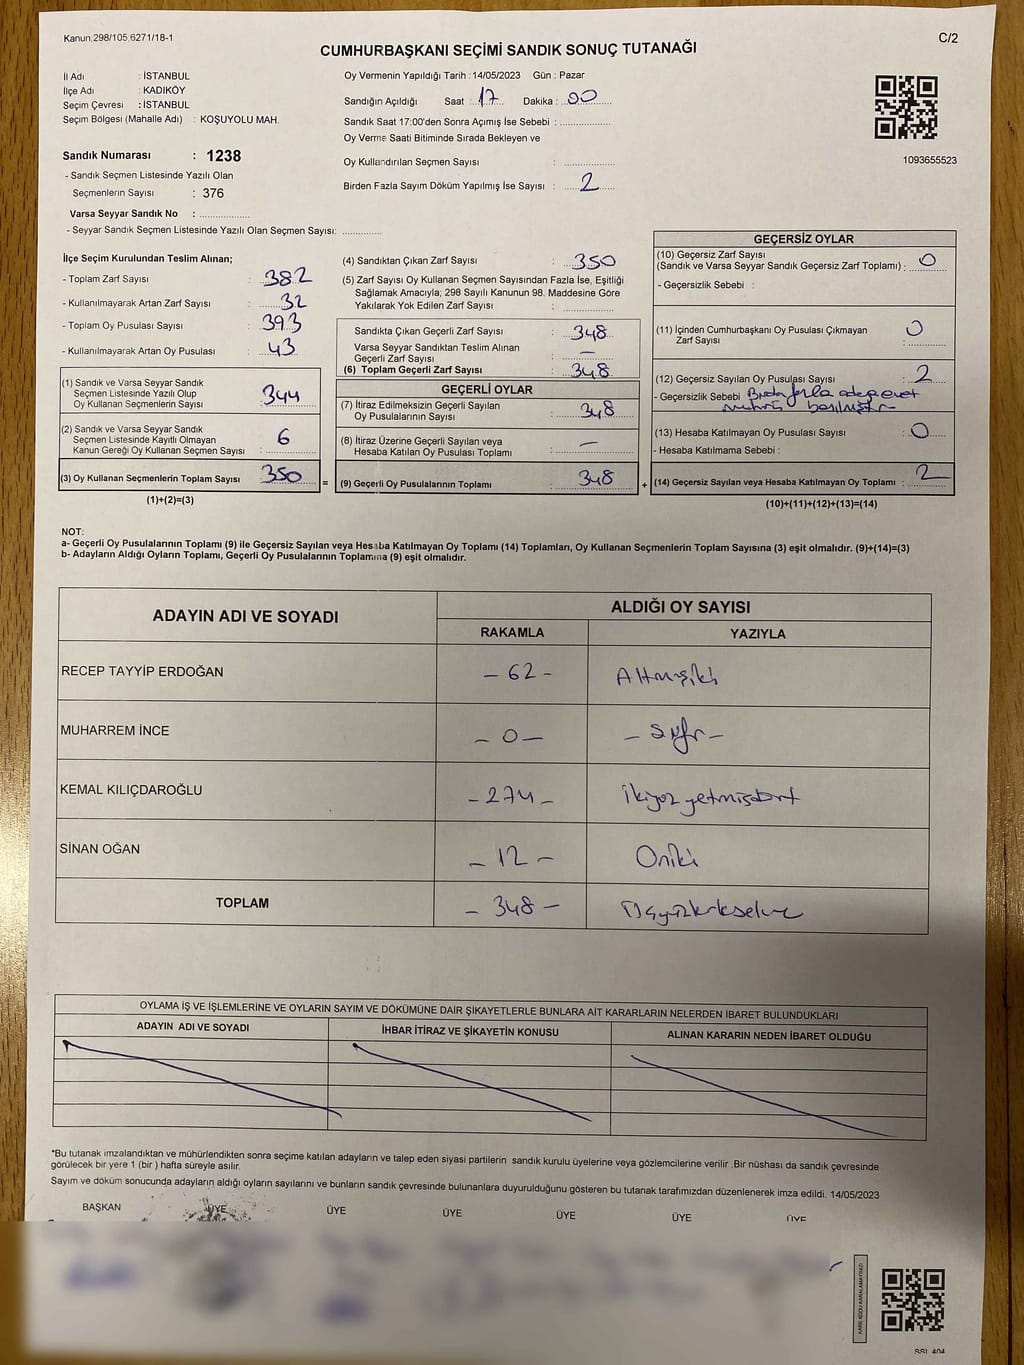 Kanun.298/105.6271/18-1
C/2
CUMHURBAŞKANI SEÇİMİ SANDIK SONUÇ TUTANAĞI
İl Adı : İSTANBUL
İlçe Adı : KADIKÖY
Seçim Çevresi : İSTANBUL
Seçim Bölgesi (Mahalle Adı) : KOŞUYOLU MAH.
Sandık Numarası : 1238
- Sandık Seçmen Listesinde Yazılı Olan
Seçmenlerin Sayısı : 376
Varsa Seyyar Sandık No : ....................
- Seyyar Sandık Seçmen Listesinde Yazılı Olan Seçmen Sayısı: ...............
Oy Vermenin Yapıldığı Tarih : 14/05/2023 Gün : Pazar
Sandığın Açıldığı Saat : 17 Dakika : 00
Sandık Saat 17:00'den Sonra Açımış İse Sebebi : ....................
Oy Verme Saati Bitiminde Sırada Bekleyen ve
Oy Kullandırılan Seçmen Sayısı : ....................
Birden Fazla Sayım Döküm Yapılmış İse Sayısı : 2
1093655523
İlçe Seçim Kurulundan Teslim Alınan;
- Toplam Zarf Sayısı : 382
- Kullanılmayarak Artan Zarf Sayısı : 32
- Toplam Oy Pusulası Sayısı : 393
- Kullanılmayarak Artan Oy Pusulası : 43
(1) Sandık ve Varsa Seyyar Sandık
Seçmen Listesinde Yazılı Olup
Oy Kullanan Seçmenlerin Sayısı : 344
(2) Sandık ve Varsa Seyyar Sandık
Seçmen Listesinde Kayıtlı Olmayan
Kanun Gereği Oy Kullanan Seçmen Sayısı : 6
(3) Oy Kullanan Seçmenlerin Toplam Sayısı : 350
(1)+(2)=(3)
=
(4) Sandıktan Çıkan Zarf Sayısı : 350
(5) Zarf Sayısı Oy Kullanan Seçmen Sayısından Fazla İse, Eşitliği
Sağlamak Amacıyla; 298 Sayılı Kanunun 98. Maddesine Göre
Yakılarak Yok Edilen Zarf Sayısı : ....................
Sandıkta Çıkan Geçerli Zarf Sayısı : 348
Varsa Seyyar Sandıktan Teslim Alınan
Geçerli Zarf Sayısı : —
(6) Toplam Geçerli Zarf Sayısı : 348
GEÇERLİ OYLAR
(7) İtiraz Edilmeksizin Geçerli Sayılan
Oy Pusulalarının Sayısı : 348
(8) İtiraz Üzerine Geçerli Sayılan veya
Hesaba Katılan Oy Pusulası Toplamı : —
(9) Geçerli Oy Pusulalarının Toplamı : 348
+
GEÇERSİZ OYLAR
(10) Geçersiz Zarf Sayısı
(Sandık ve Varsa Seyyar Sandık Geçersiz Zarf Toplamı) : 0
- Geçersizlik Sebebi :
(11) İçinden Cumhurbaşkanı Oy Pusulası Çıkmayan
Zarf Sayısı : 0
(12) Geçersiz Sayılan Oy Pusulası Sayısı : 2
- Geçersizlik Sebebi : Birden fazla adaya evet
mührü basılmıştır
(13) Hesaba Katılmayan Oy Pusulası Sayısı : 0
- Hesaba Katılmama Sebebi :
(14) Geçersiz Sayılan veya Hesaba Katılmayan Oy Toplamı : 2
(10)+(11)+(12)+(13)=(14)
NOT:
a- Geçerli Oy Pusulalarının Toplamı (9) ile Geçersiz Sayılan veya Hesaba Katılmayan Oy Toplamı (14) Toplamları, Oy Kullanan Seçmenlerin Toplam Sayısına (3) eşit olmalıdır. (9)+(14)=(3)
b- Adayların Aldığı Oyların Toplamı, Geçerli Oy Pusulalarının Toplamına (9) eşit olmalıdır.
ADAYIN ADI VE SOYADI
ALDIĞI OY SAYISI
RAKAMLA YAZIYLA
RECEP TAYYİP ERDOĞAN - 62 - Altmışiki
MUHARREM İNCE - 0 - - Sıfır -
KEMAL KILIÇDAROĞLU - 274 - ikiyüz yetmişdört
SİNAN OĞAN - 12 - Oniki
TOPLAM - 348 - Üçyüzkırksekiz
OYLAMA İŞ VE İŞLEMLERİNE VE OYLARIN SAYIM VE DÖKÜMÜNE DAİR ŞİKAYETLERLE BUNLARA AİT KARARLARIN NELERDEN İBARET BULUNDUKLARI
ADAYIN ADI VE SOYADI İHBAR İTİRAZ VE ŞİKAYETİN KONUSU ALINAN KARARIN NEDEN İBARET OLDUĞU
*Bu tutanak imzalandıktan ve mühürlendikten sonra seçime katılan adayların ve talep eden siyasi partilerin sandık kurulu üyelerine veya gözlemcilerine verilir .Bir nüshası da sandık çevresinde
görülecek bir yere 1 (bir ) hafta süreyle asılır.
Sayım ve döküm sonucunda adayların aldığı oyların sayılarını ve bunların sandık çevresinde bulunanlara duyurulduğunu gösteren bu tutanak tarafımızdan düzenlenerek imza edildi. 14/05/2023
BAŞKAN ÜYE ÜYE ÜYE ÜYE ÜYE ÜYE
KARE KODU KARALAMAYINIZ!